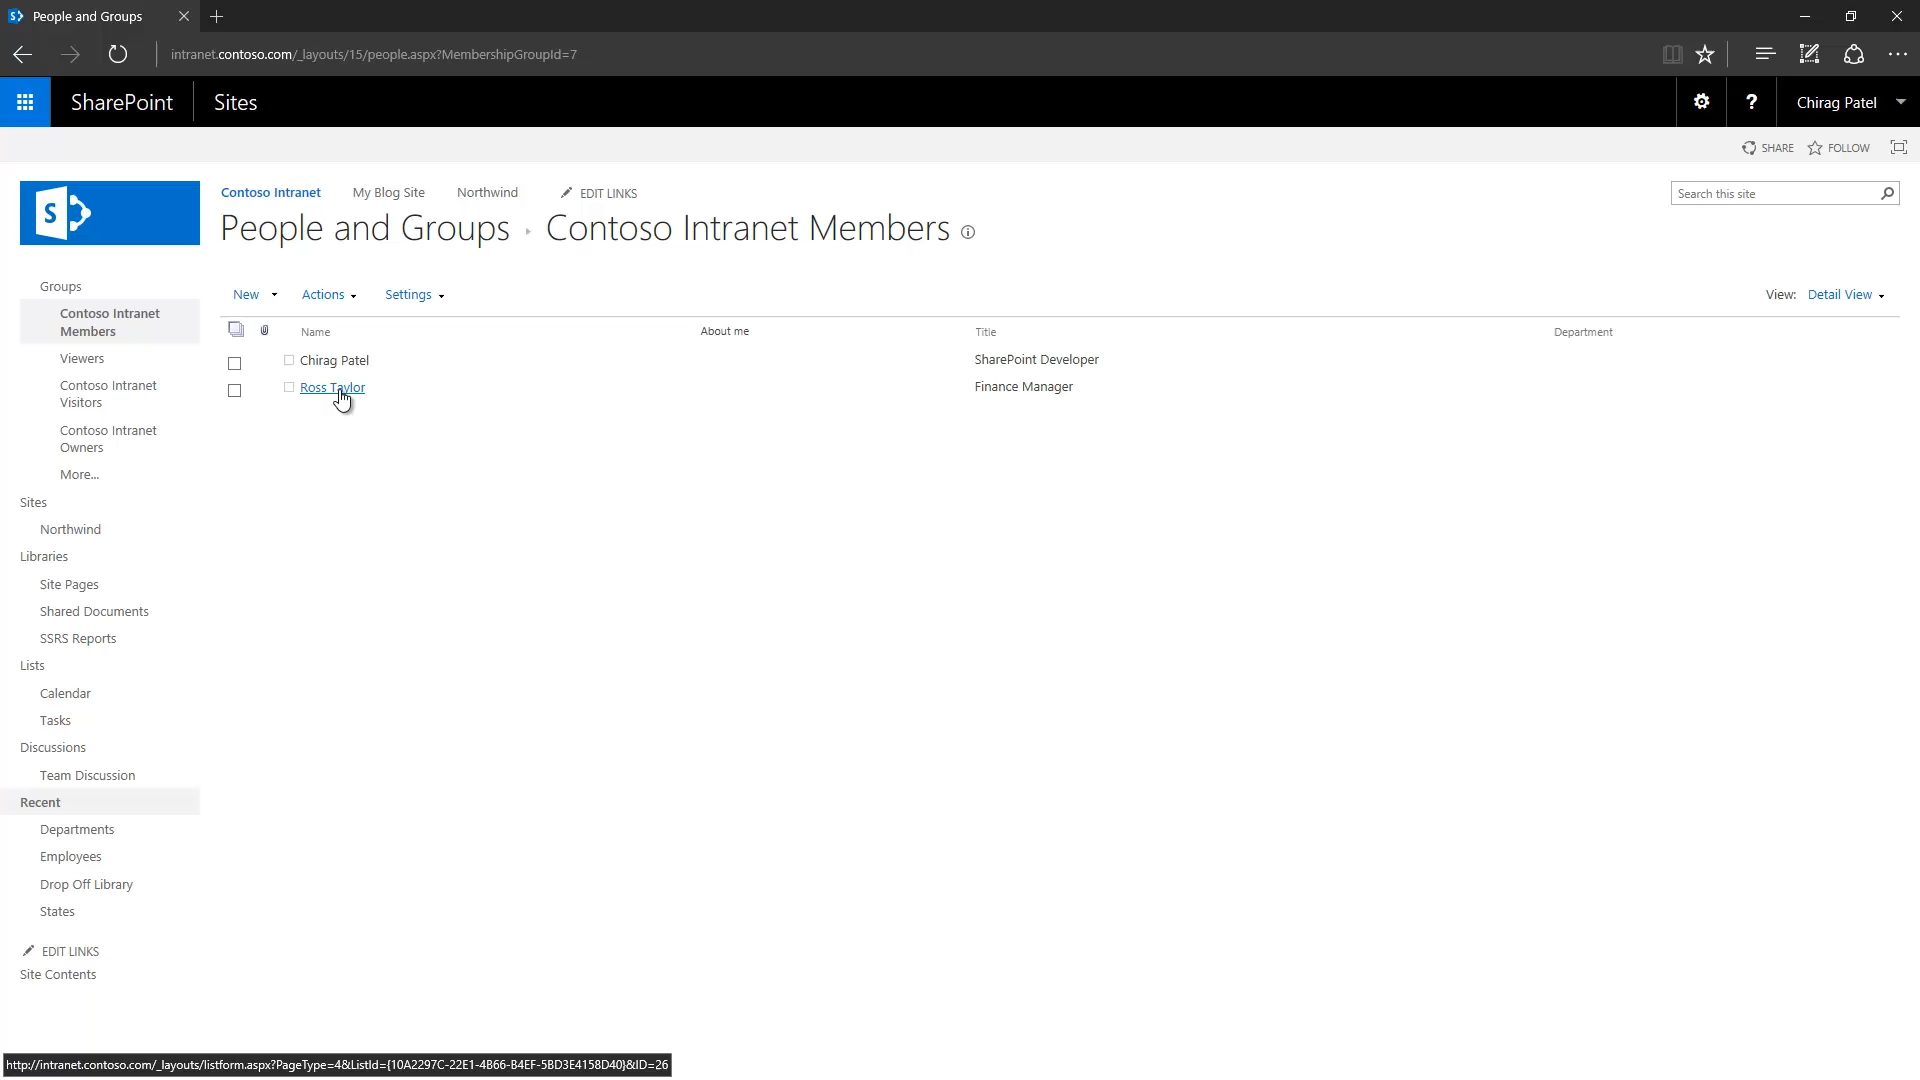 People and Groups
intranet.contoso.com/_layouts/15/people.aspx?MembershipGroupId=7
SharePoint
Sites
?
Chirag Patel
SHARE
FOLLOW
S
Contoso Intranet
My Blog Site
Northwind
EDIT LINKS
Search this site
People and Groups
Contoso Intranet Members
Groups
Contoso Intranet
Members
Viewers
Contoso Intranet
Visitors
Contoso Intranet
Owners
More...
Sites
Northwind
Libraries
Site Pages
Shared Documents
SSRS Reports
Lists
Calendar
Tasks
Discussions
Team Discussion
Recent
Departments
Employees
Drop Off Library
States
EDIT LINKS
Site Contents
New
Actions
Settings
View: Detail View
Name
About me
Title
Department
Chirag Patel
SharePoint Developer
Ross Taylor
Finance Manager
http://intranet.contoso.com/_layouts/listform.aspx?PageType=4&ListId={10A2297C-22E1-4B66-B4EF-5BD3E4158D40}&ID=26